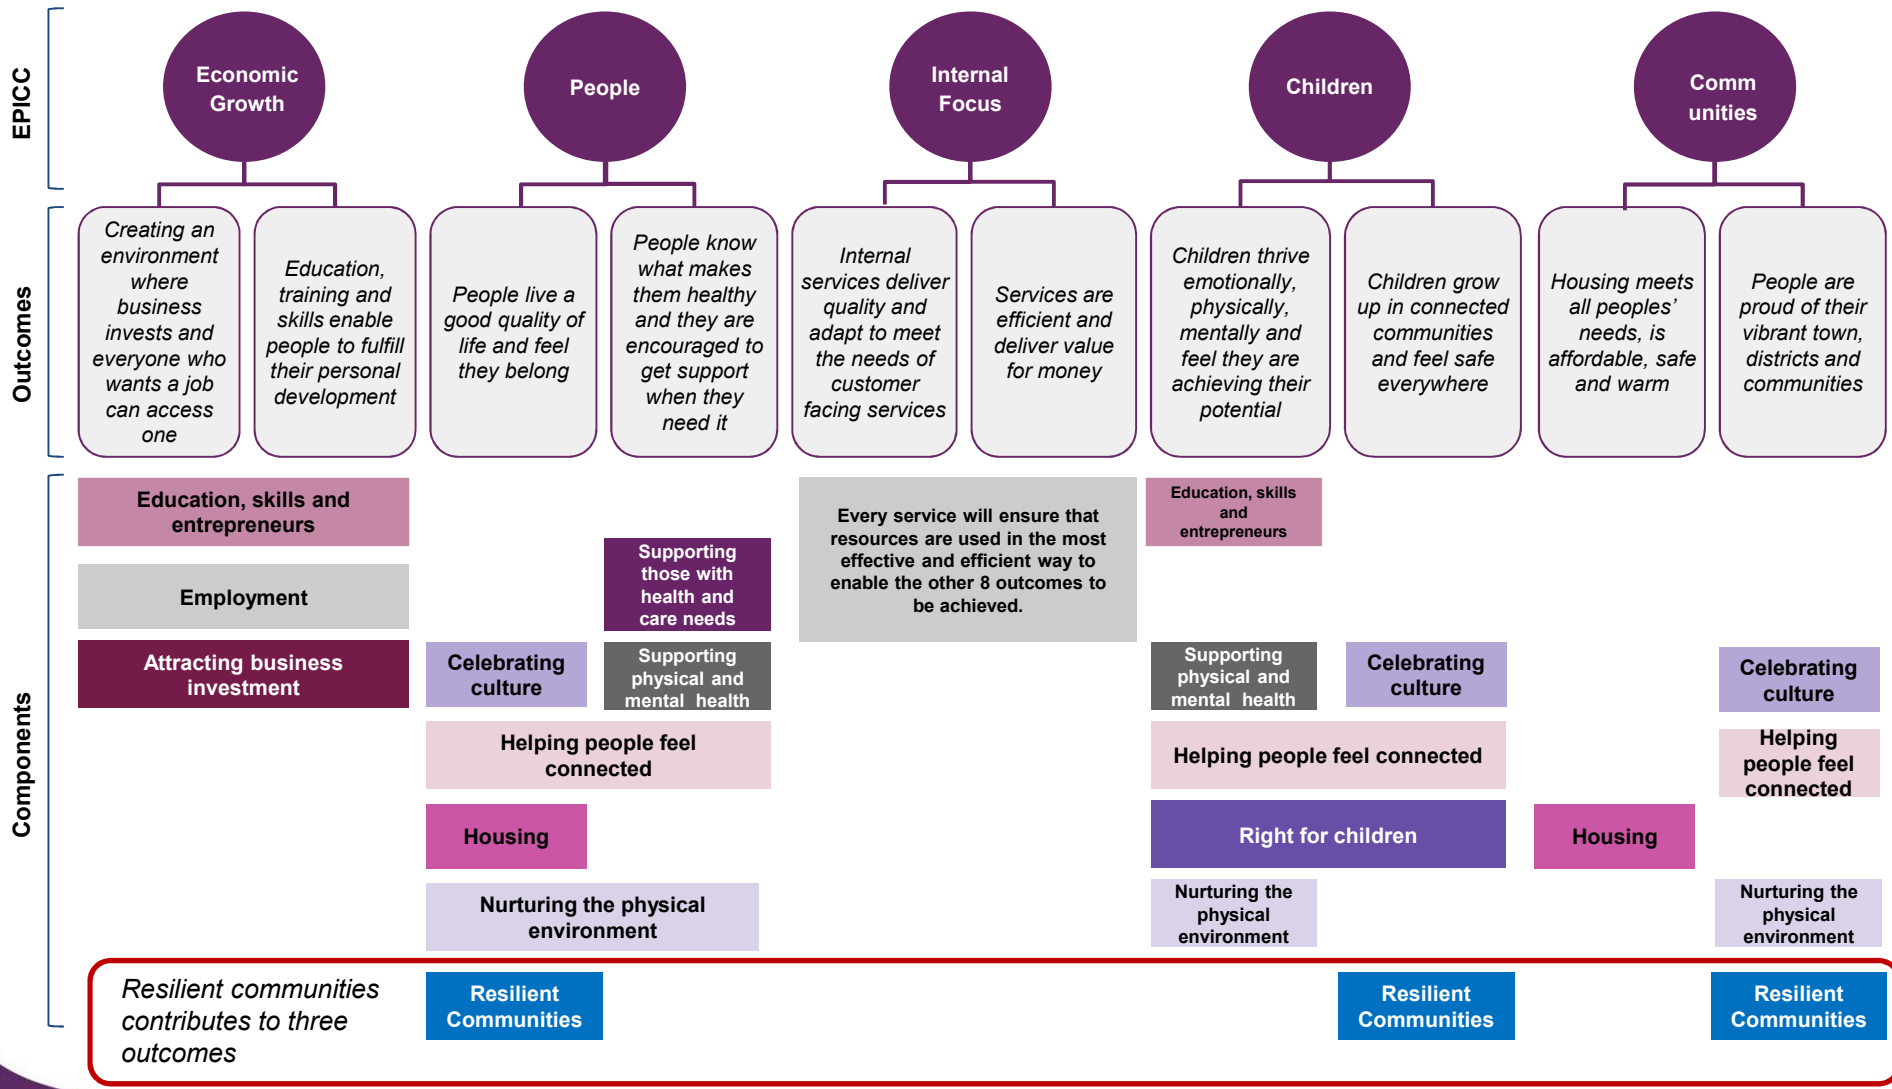 EPICC
Economic
Growth
People
Internal
Focus
Children
Comm
unities
Outcomes
Creating an
environment
where
business
invests and
everyone who
wants a job
can access
one
Education,
training and
skills enable
people to fulfill
their personal
development
People live a
good quality of
life and feel
they belong
People know
what makes
them healthy
and they are
encouraged to
get support
when they
need it
Internal
services deliver
quality and
adapt to meet
the needs of
customer
facing services
Services are
efficient and
deliver value
for money
Children thrive
emotionally,
physically,
mentally and
feel they are
achieving their
potential
Children grow
up in connected
communities
and feel safe
everywhere
Housing meets
all peoples’
needs, is
affordable, safe
and warm
People are
proud of their
vibrant town,
districts and
communities
Components
Education, skills and
entrepreneurs
Every service will ensure that
resources are used in the most
effective and efficient way to
enable the other 8 outcomes to
be achieved.
Education, skills
and
entrepreneurs
Employment
Supporting
those with
health and
care needs
Attracting business
investment
Celebrating
culture
Supporting
physical and
mental health
Supporting
physical and
mental health
Celebrating
culture
Celebrating
culture
Helping people feel
connected
Helping people feel connected
Helping
people feel
connected
Housing
Right for children
Housing
Nurturing the physical
environment
Nurturing the
physical
environment
Nurturing the
physical
environment
Resilient communities
contributes to three
outcomes
Resilient
Communities
Resilient
Communities
Resilient
Communities